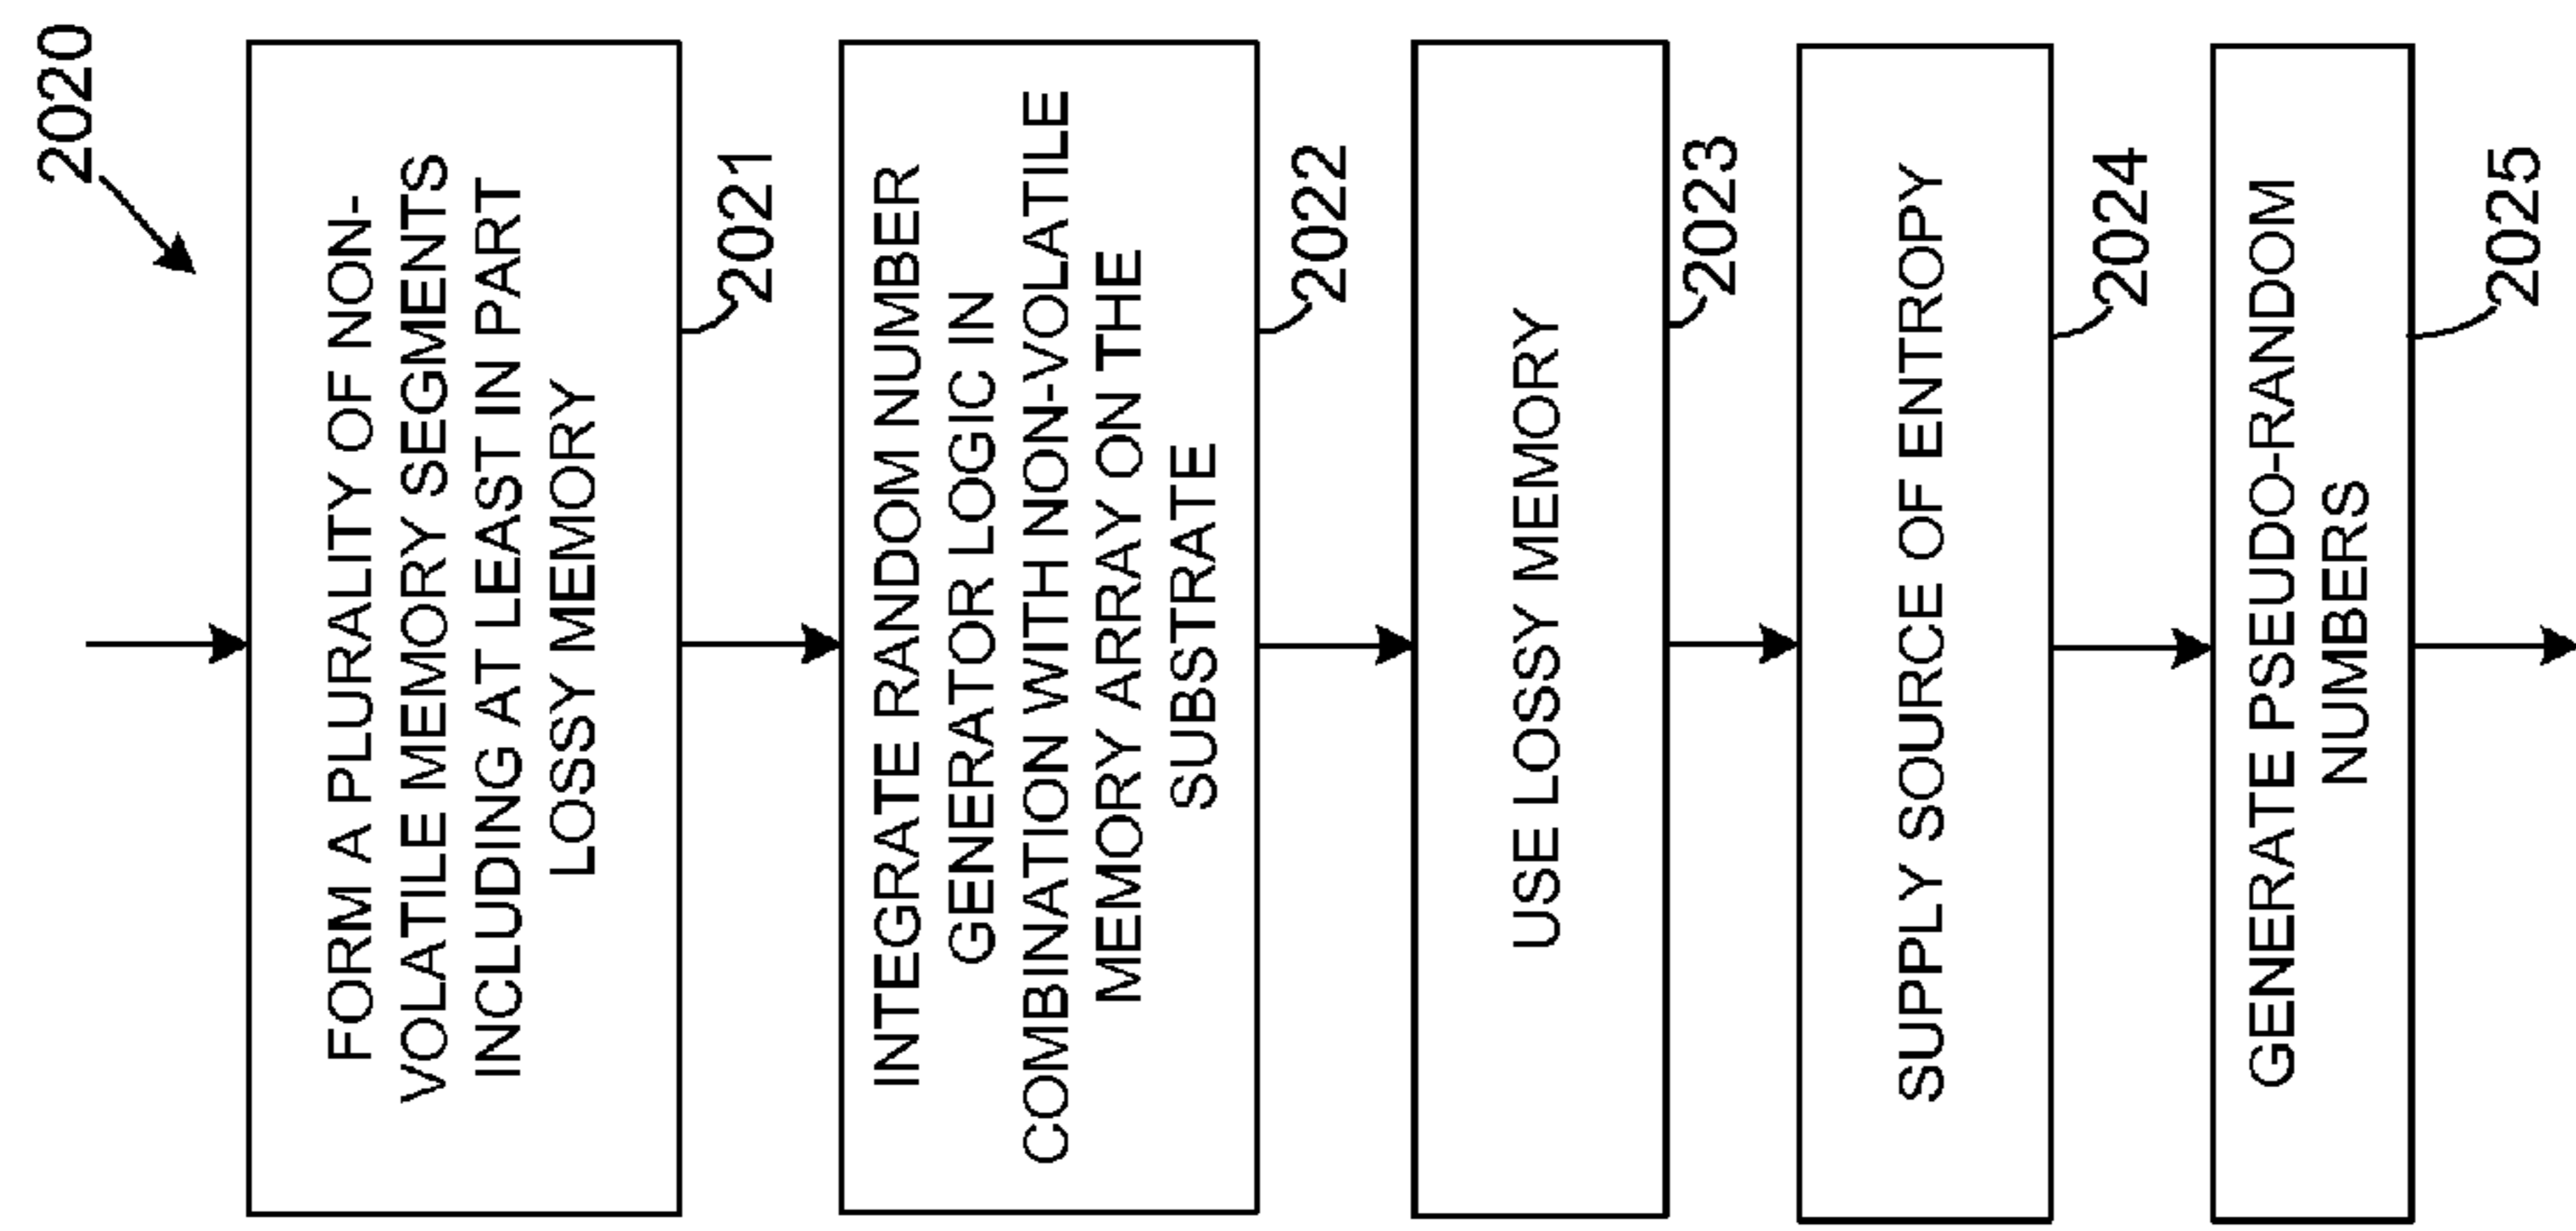 2020
FORM A PLURALITY OF NON-
VOLATILE MEMORY SEGMENTS
INCLUDING AT LEAST IN PART
LOSSY MEMORY
2021
INTEGRATE RANDOM NUMBER
GENERATOR LOGIC IN
COMBINATION WITH NON-VOLATILE
MEMORY ARRAY ON THE
SUBSTRATE
2022
USE LOSSY MEMORY
2023
SUPPLY SOURCE OF ENTROPY
2024
GENERATE PSEUDO-RANDOM
NUMBERS
2025